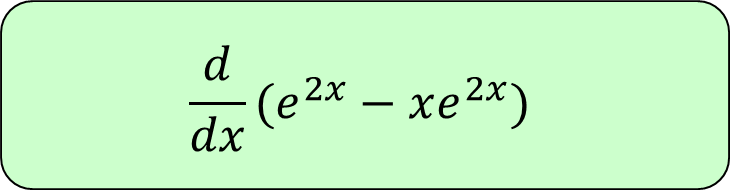 d/dx (e^{2x} − xe^{2x})